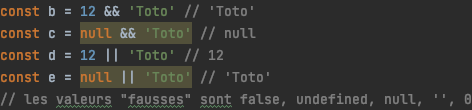 const b = 12 && 'Toto' // 'Toto'
const c = null && 'Toto' // null
const d = 12 || 'Toto' // 12
const e = null || 'Toto' // 'Toto'
// les valeurs "fausses" sont false, undefined, null, '',